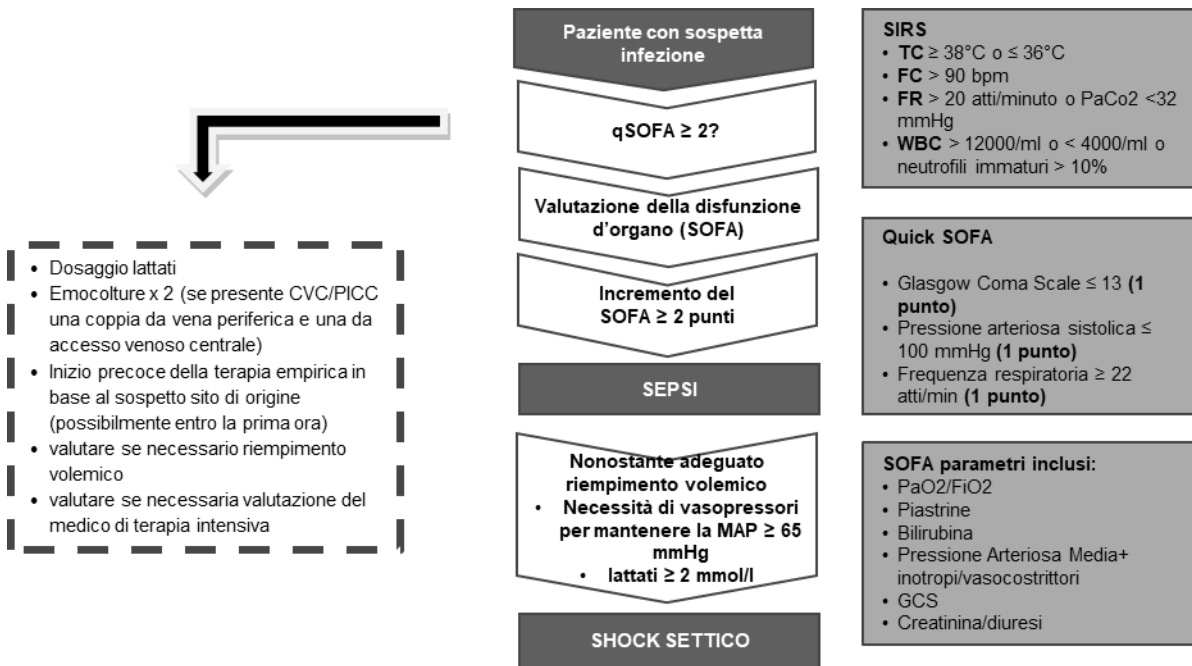 Paziente con sospetta
infezione
qSOFA ≥ 2?
Valutazione della disfunzione
d'organo (SOFA)
Incremento del
SOFA ≥ 2 punti
SEPSI
Nonostante adeguato
riempimento volemico
• Necessità di vasopressori
per mantenere la MAP ≥ 65
mmHg
• lattati ≥ 2 mmol/l
SHOCK SETTICO
• Dosaggio lattati
• Emocolture x 2 (se presente CVC/PICC
una coppia da vena periferica e una da
accesso venoso centrale)
• Inizio precoce della terapia empirica in
base al sospetto sito di origine
(possibilmente entro la prima ora)
• valutare se necessario riempimento
volemico
• valutare se necessaria valutazione del
medico di terapia intensiva
SIRS
• TC ≥ 38°C o ≤ 36°C
• FC > 90 bpm
• FR > 20 atti/minuto o PaCo2 <32
mmHg
• WBC > 12000/ml o < 4000/ml o
neutrofili immaturi > 10%
Quick SOFA
• Glasgow Coma Scale ≤ 13 (1
punto)
• Pressione arteriosa sistolica ≤
100 mmHg (1 punto)
• Frequenza respiratoria ≥ 22
atti/min (1 punto)
SOFA parametri inclusi:
• PaO2/FiO2
• Piastrine
• Bilirubina
• Pressione Arteriosa Media+
inotropi/vasocostrittori
• GCS
• Creatinina/diuresi